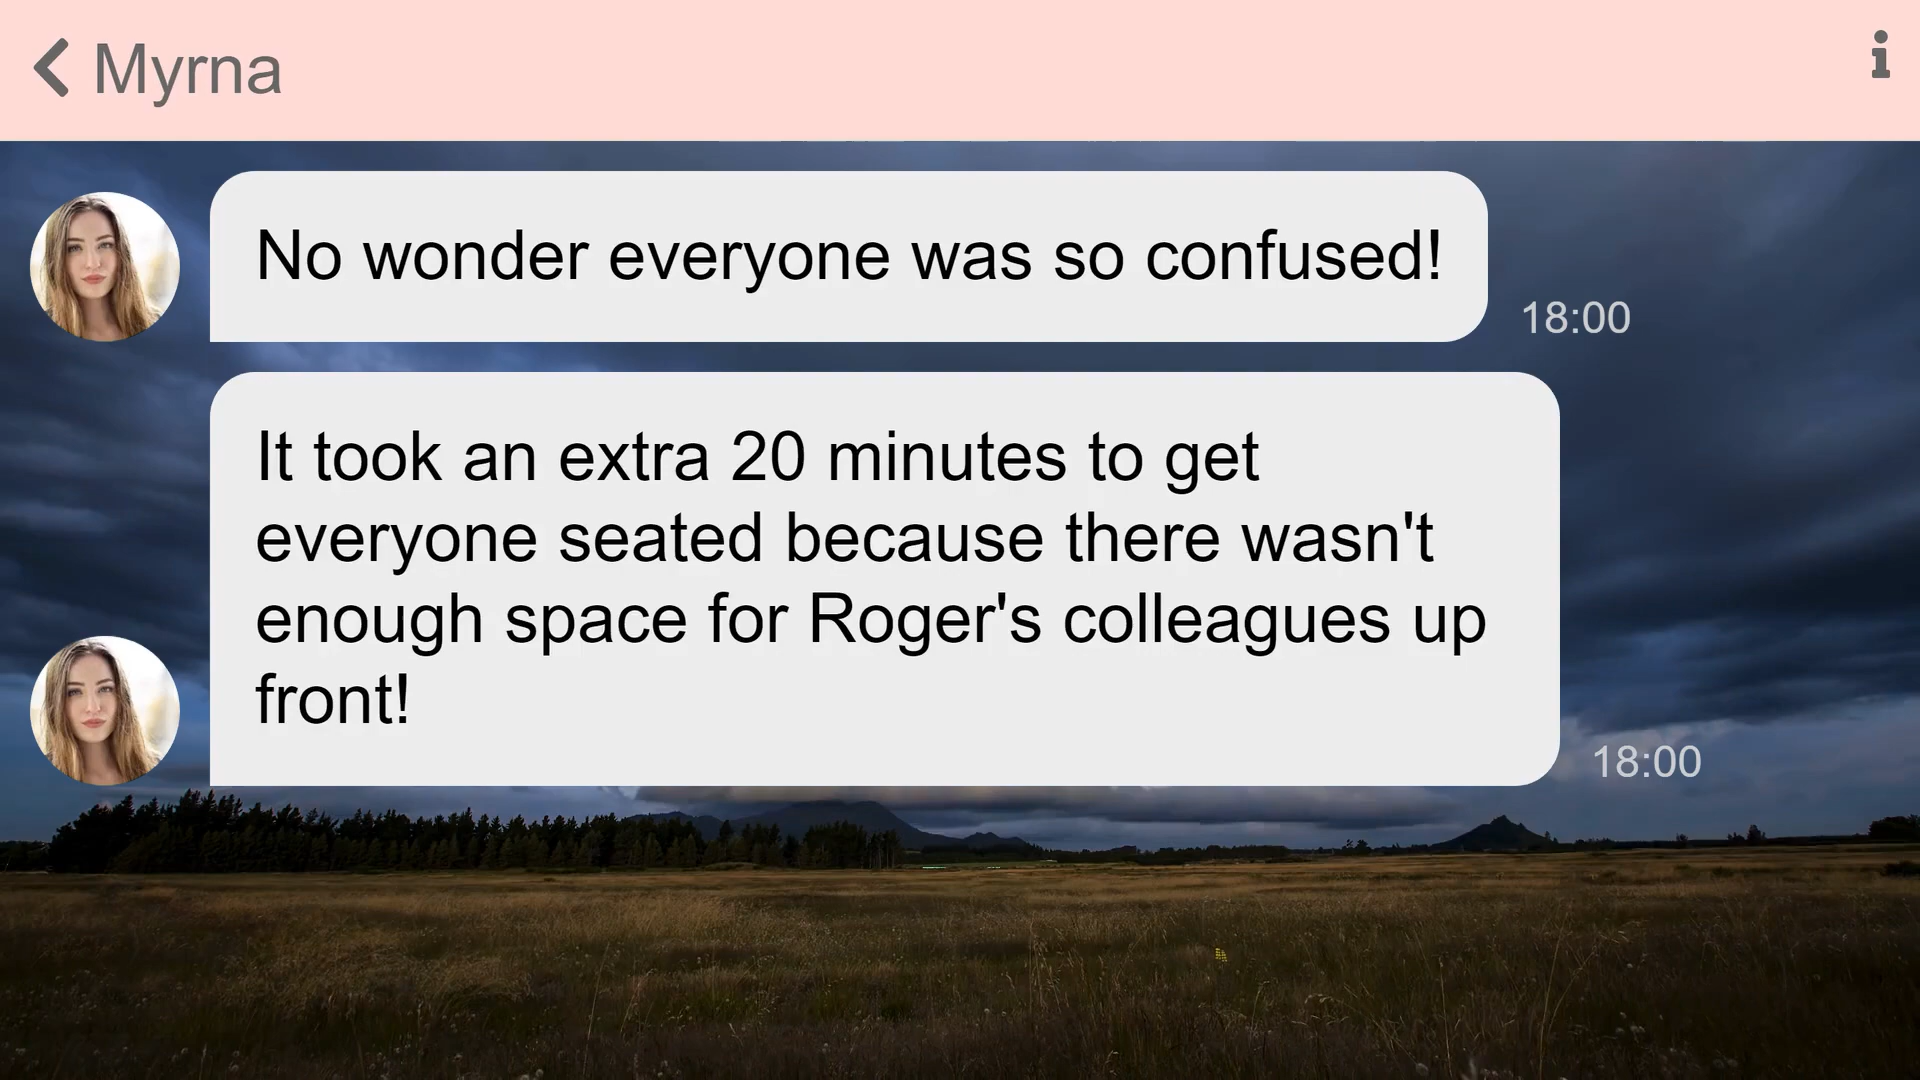 Myrna
No wonder everyone was so confused!
18:00
It took an extra 20 minutes to get
everyone seated because there wasn't
enough space for Roger's colleagues up
front!
18:00